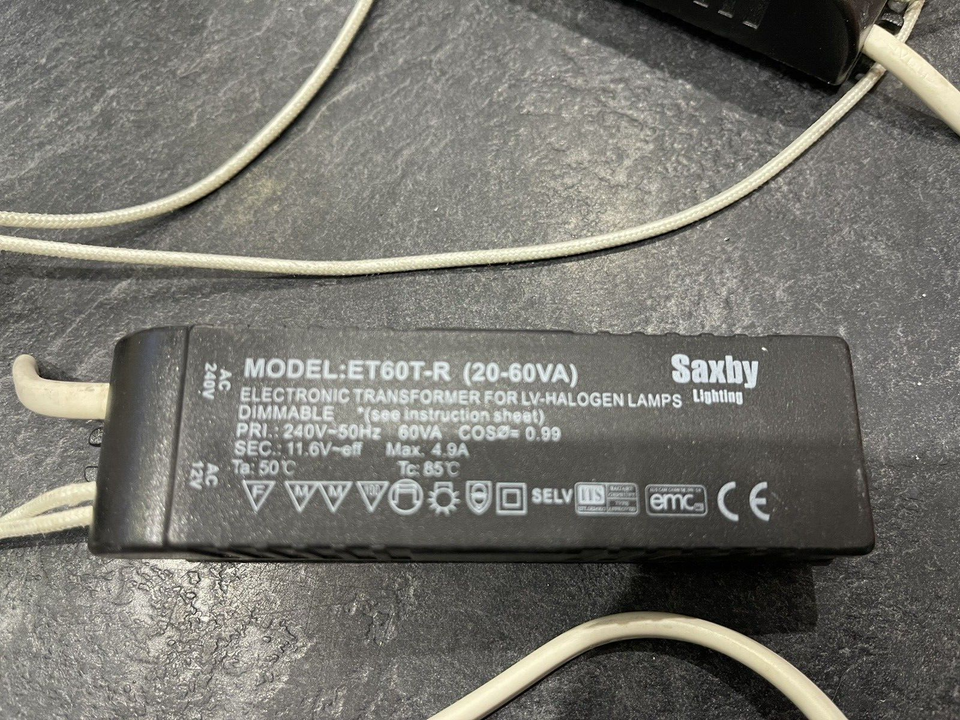 MODEL:ET60T-R (20-60VA)
Saxby
Lighting
ELECTRONIC TRANSFORMER FOR LV-HALOGEN LAMPS
DIMMABLE *(see instruction sheet)
PRI.: 240V~50Hz 60VA COSØ= 0.99
SEC.: 11.6V~eff Max. 4.9A
Ta: 50℃ Tc: 85℃
F M M 110 SELV ITS emc CE
AC
240V
AC
12V